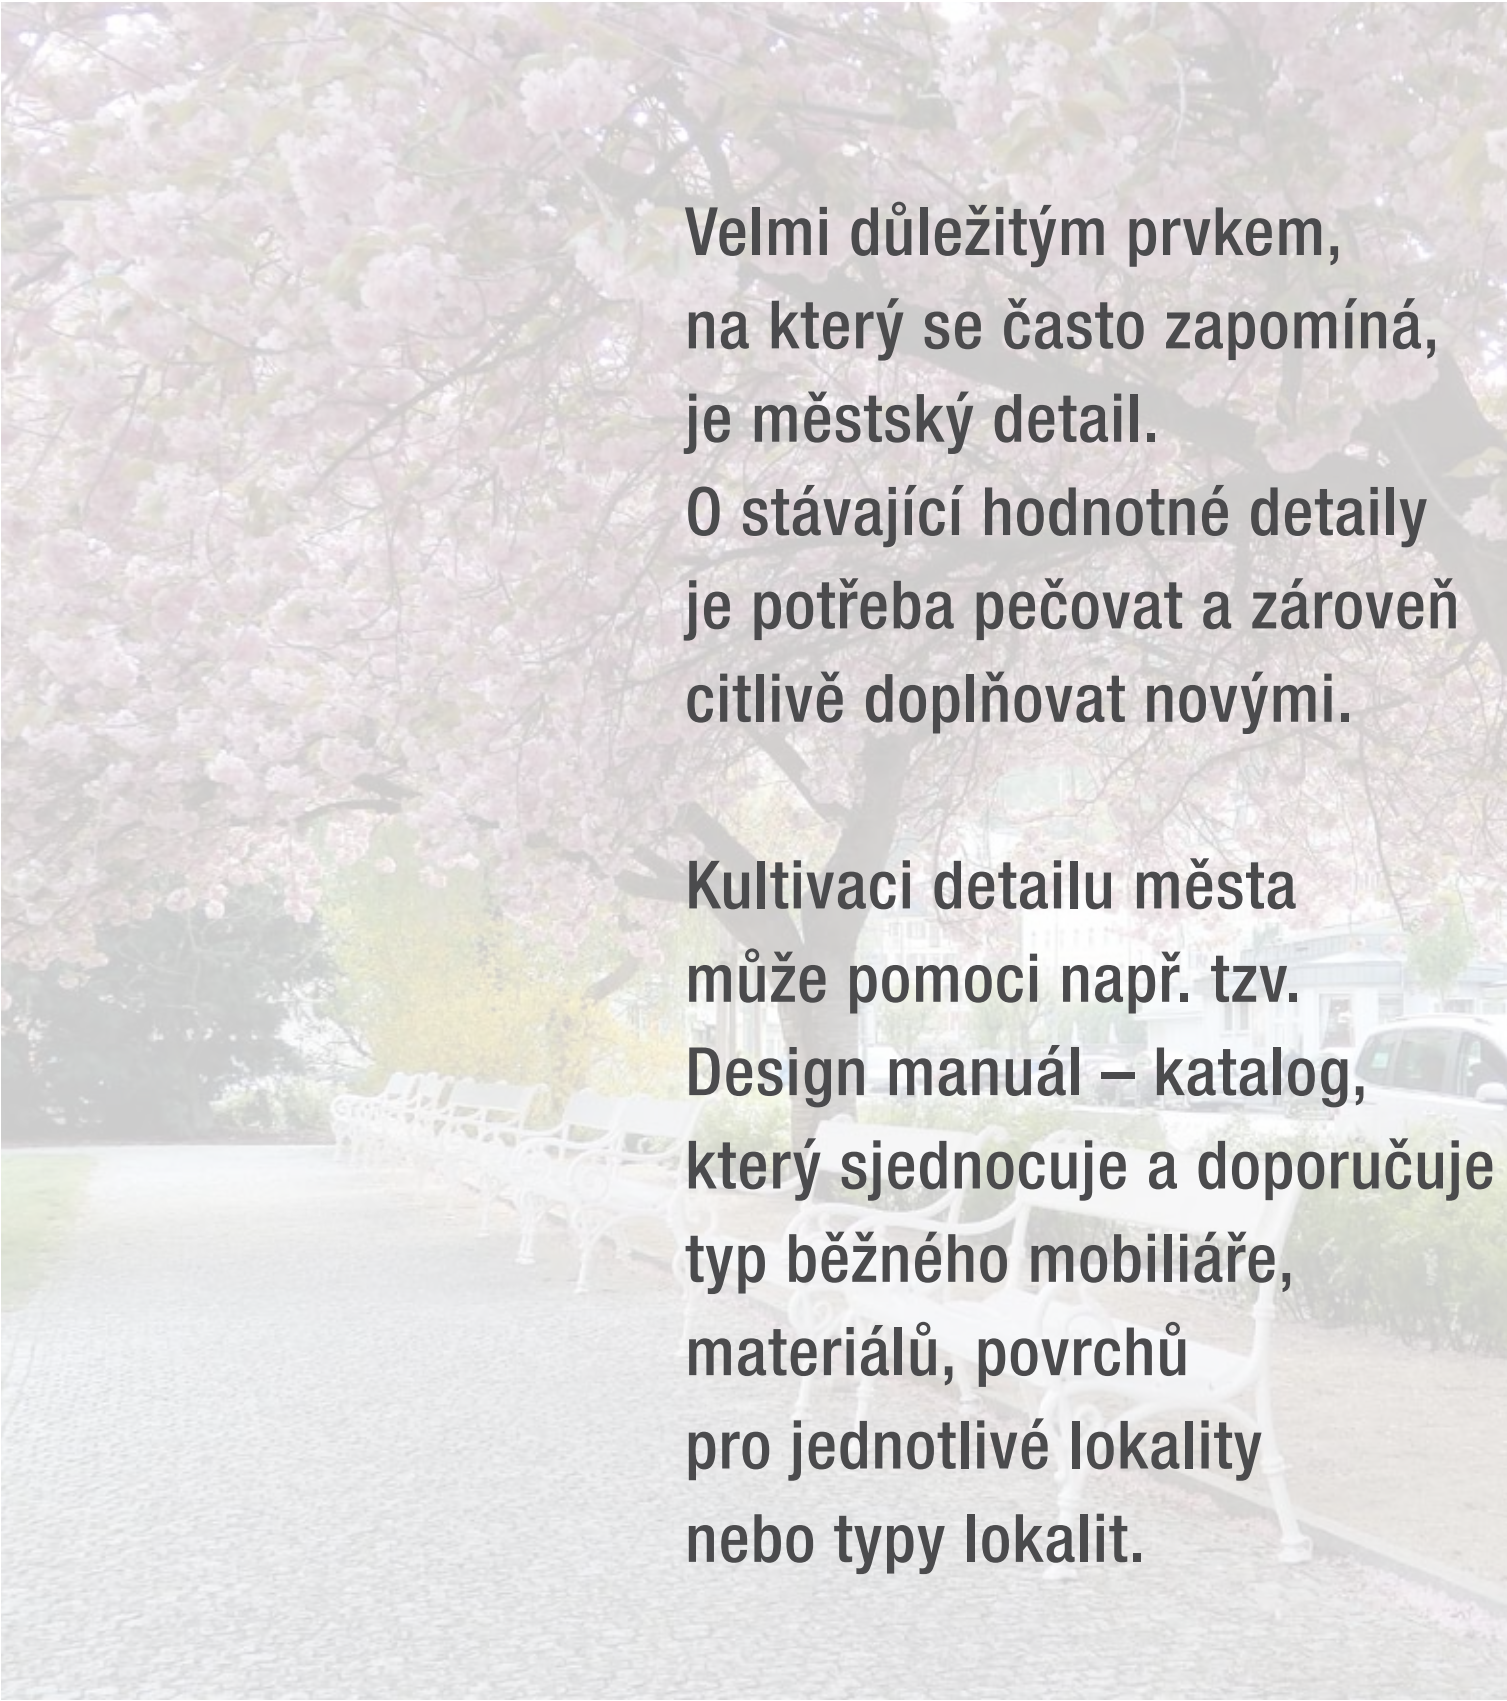 Velmi důležitým prvkem,
na který se často zapomíná,
je městský detail.
O stávající hodnotné detaily
je potřeba pečovat a zároveň
citlivě doplňovat novými.
Kultivaci detailu města
může pomoci např. tzv.
Design manuál – katalog,
který sjednocuje a doporučuje
typ běžného mobiliáře,
materiálů, povrchů
pro jednotlivé lokality
nebo typy lokalit.